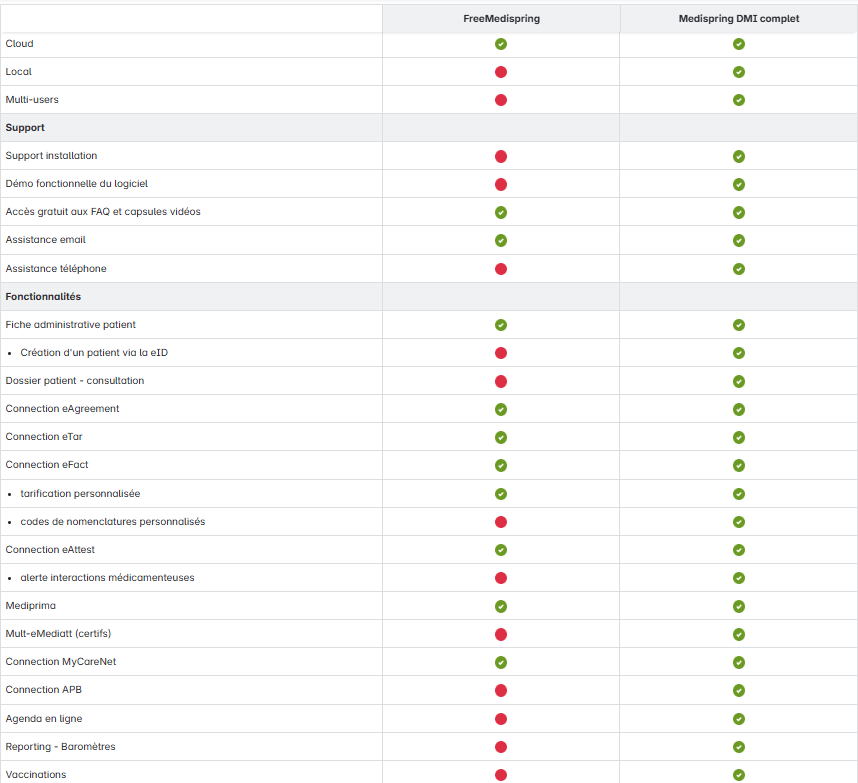 FreeMedispring
Medispring DMI complet
Cloud
Local
Multi-users
Support
Support installation
Démo fonctionnelle du logiciel
Accès gratuit aux FAQ et capsules vidéos
Assistance email
Assistance téléphone
Fonctionnalités
Fiche administrative patient
• Création d'un patient via la eID
Dossier patient - consultation
Connection eAgreement
Connection eTar
Connection eFact
• tarification personnalisée
• codes de nomenclatures personnalisés
Connection eAttest
• alerte interactions médicamenteuses
Mediprima
Mult-eMediatt (certifs)
Connection MyCareNet
Connection APB
Agenda en ligne
Reporting - Baromètres
Vaccinations